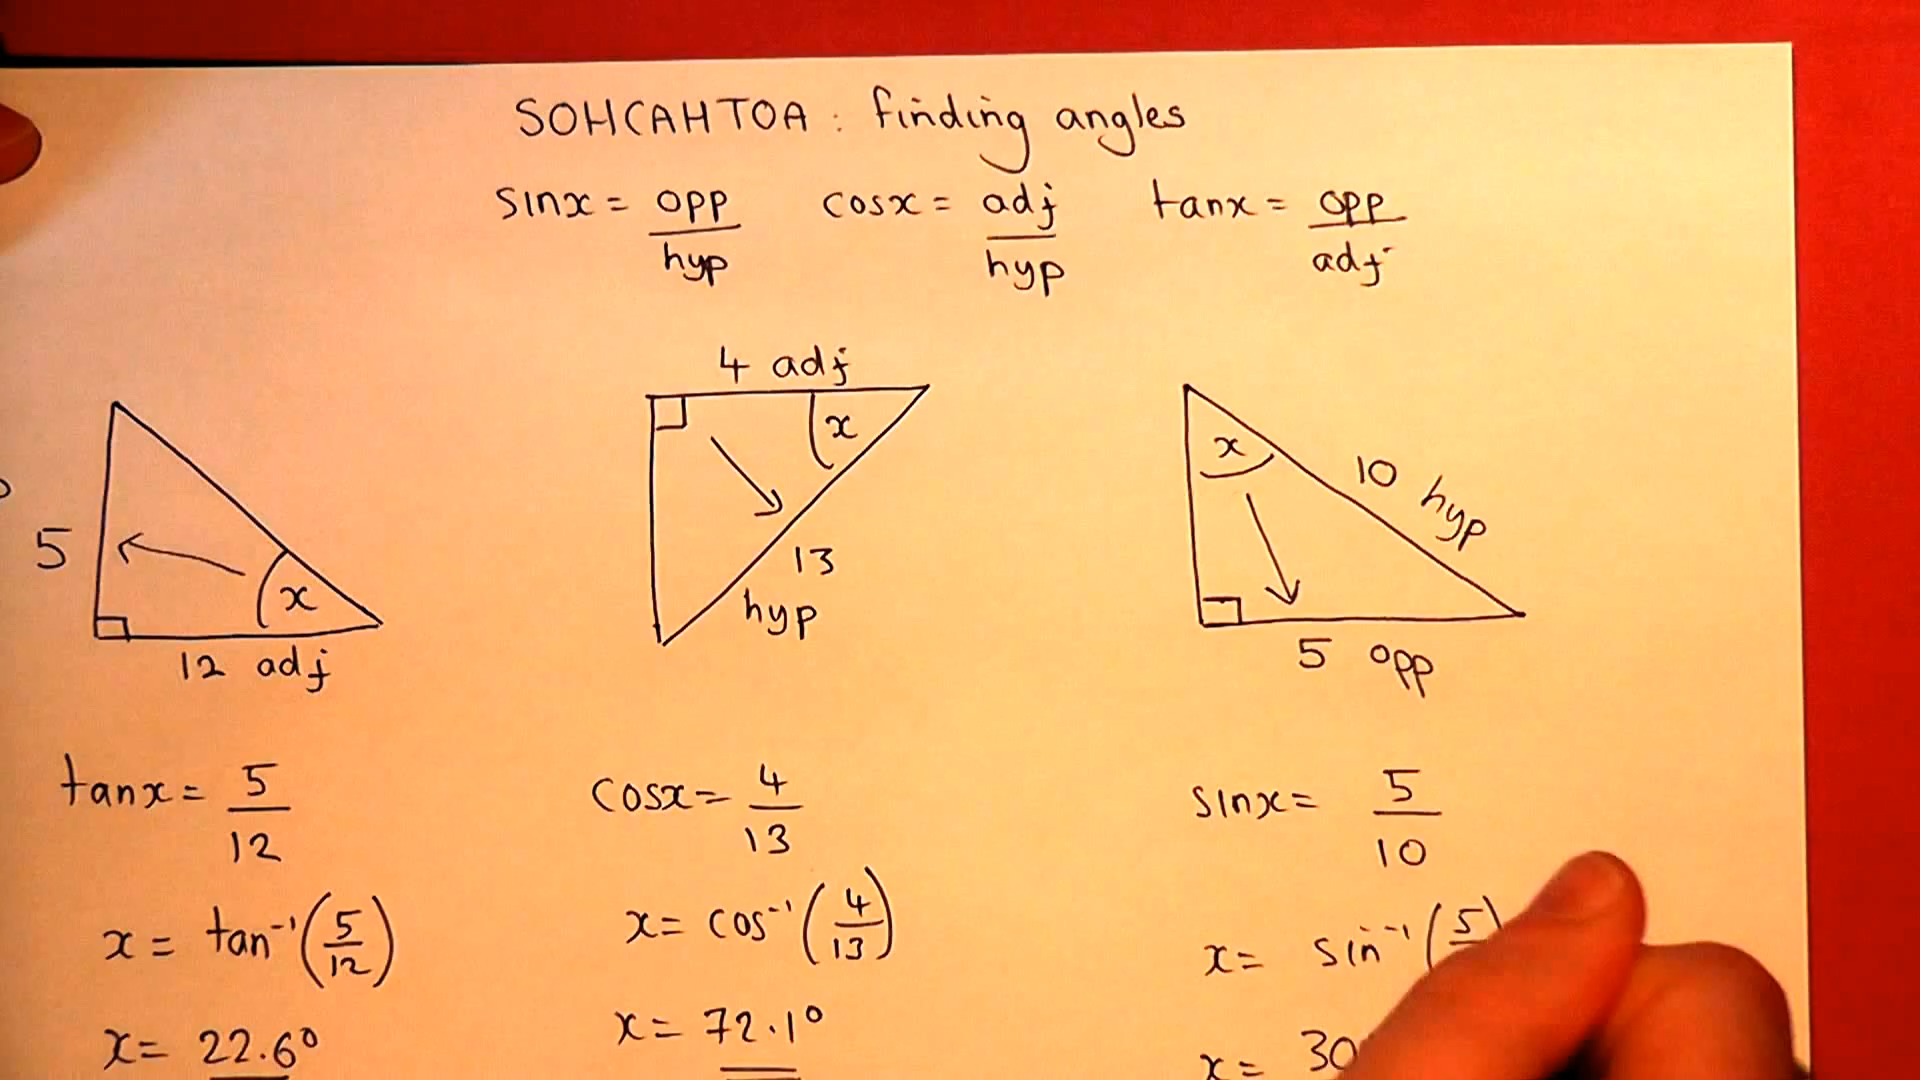 SOHCAHTOA : finding angles
sinx = opp/hyp cosx = adj/hyp tanx = opp/adj
5
x
12 adj
4 adj
x
13
hyp
x
10 hyp
5 opp
tanx = 5/12
x = tan⁻¹(5/12)
x = 22.6°
cosx = 4/13
x = cos⁻¹(4/13)
x = 72.1°
sinx = 5/10
x = sin⁻¹(5/
x = 30